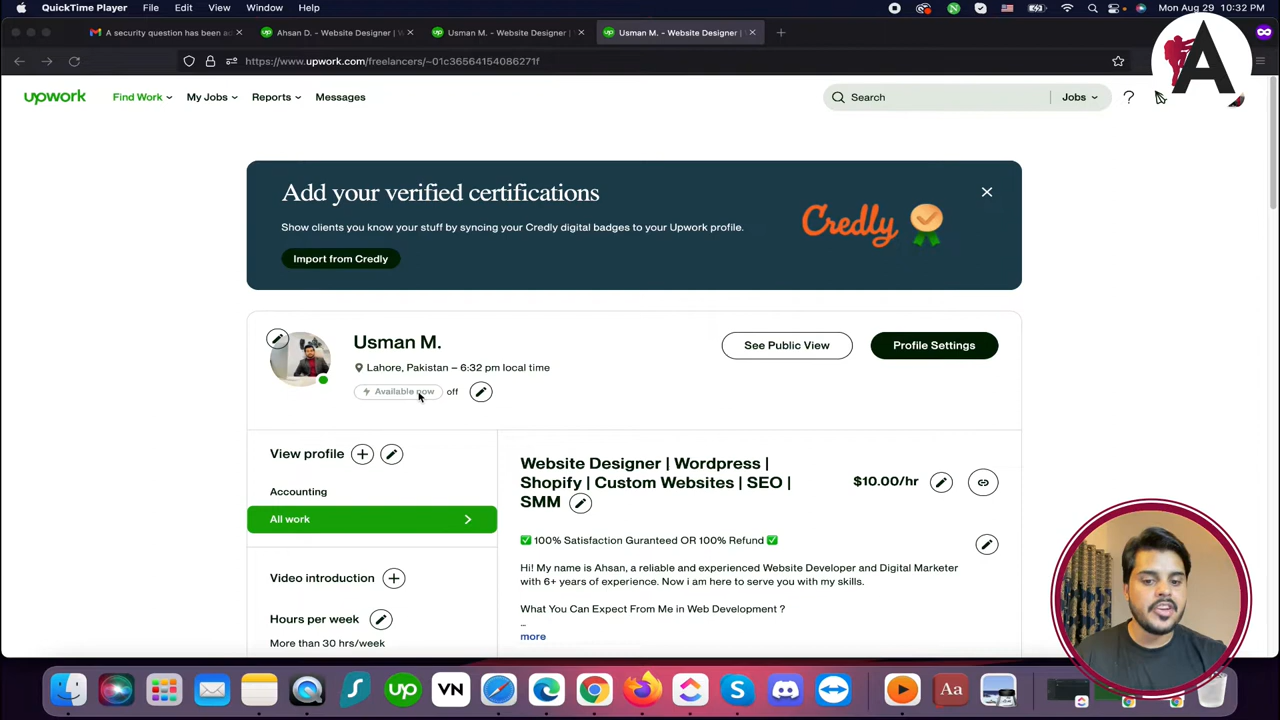 QuickTime Player File Edit View Window Help
Mon Aug 29 10:32 PM
A security question has been ad
Ahsan D. - Website Designer | W
Usman M. - Website Designer |
Usman M. - Website Designer |
https://www.upwork.com/freelancers/~01c36564154086271f
upwork Find Work My Jobs Reports Messages Search Jobs ?
A
Add your verified certifications
Show clients you know your stuff by syncing your Credly digital badges to your Upwork profile.
Import from Credly
Credly
Usman M.
Lahore, Pakistan – 6:32 pm local time
Available now off
See Public View
Profile Settings
View profile
Accounting
All work
Video introduction
Hours per week
More than 30 hrs/week
Website Designer | Wordpress |
Shopify | Custom Websites | SEO |
SMM
$10.00/hr
✅ 100% Satisfaction Guranteed OR 100% Refund ✅
Hi! My name is Ahsan, a reliable and experienced Website Developer and Digital Marketer
with 6+ years of experience. Now i am here to serve you with my skills.
What You Can Expect From Me in Web Development ?
...
more
up
VN
Aa